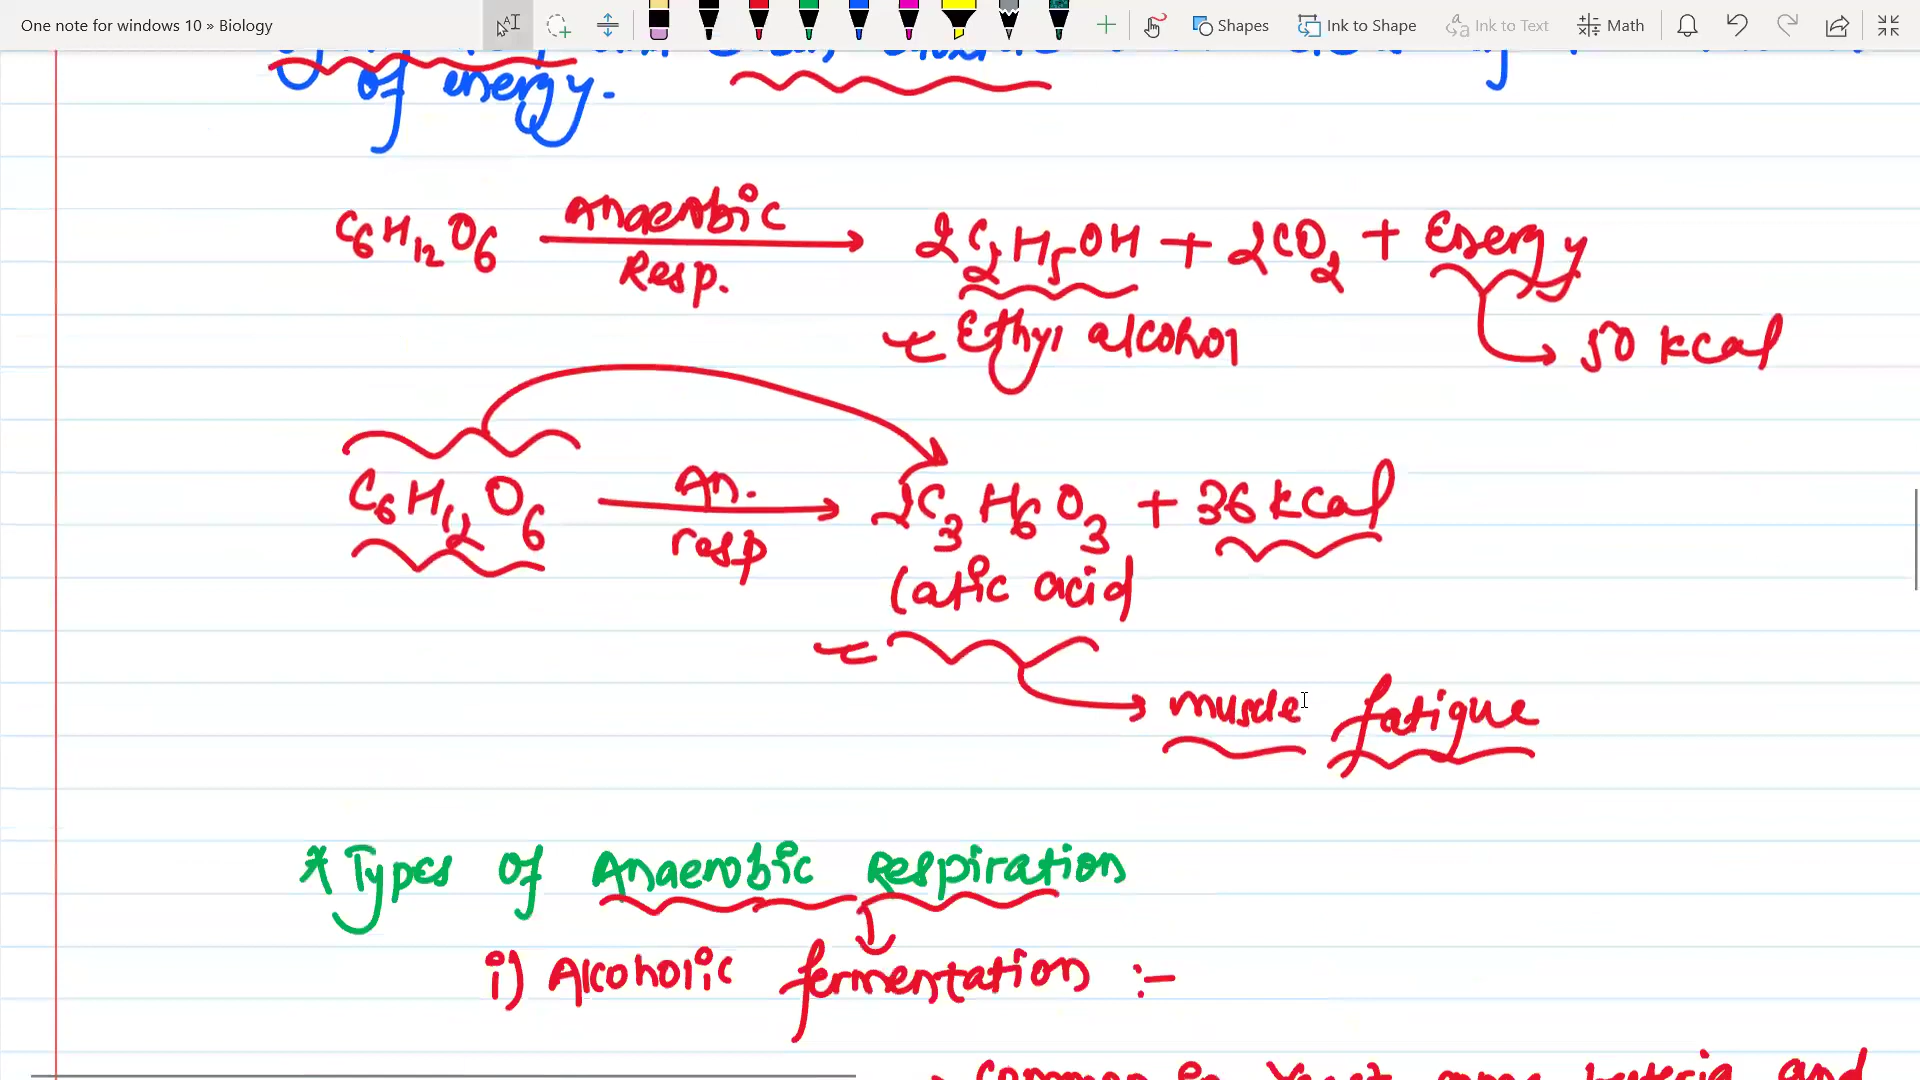 One note for windows 10 » Biology
Shapes Ink to Shape Ink to Text Math
of energy.
C6H12O6 Anaerobic Resp. → 2C2H5OH + 2CO2 + Energy
Ethyl alcohol → 50 kcal
C6H12O6 An. resp → 2C3H6O3 + 36 kcal
(atic acid
→ muscle fatigue
* Types of Anaerobic Respiration
i) Alcoholic fermentation :-